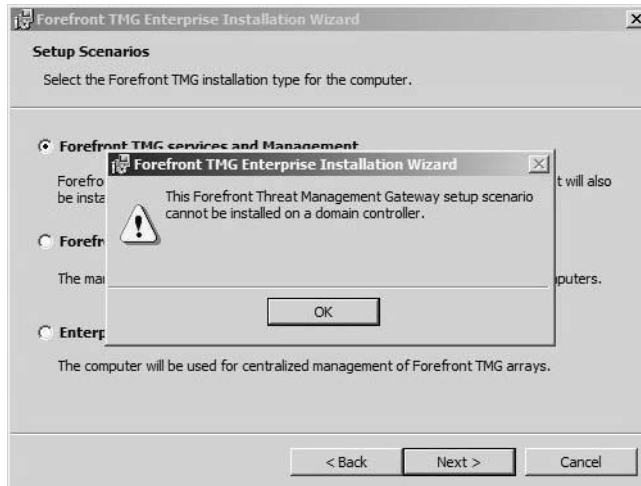 Forefront TMG Enterprise Installation Wizard
Setup Scenarios
Select the Forefront TMG installation type for the computer.
Forefront TMG services and Management
Forefront TMG Enterprise Installation Wizard
t will also
be insta
This Forefront Threat Management Gateway setup scenario
cannot be installed on a domain controller.
The
puters.
OK
The computer will be used for centralized management of Forefront TMG arrays.
< Back
Next >
Cancel